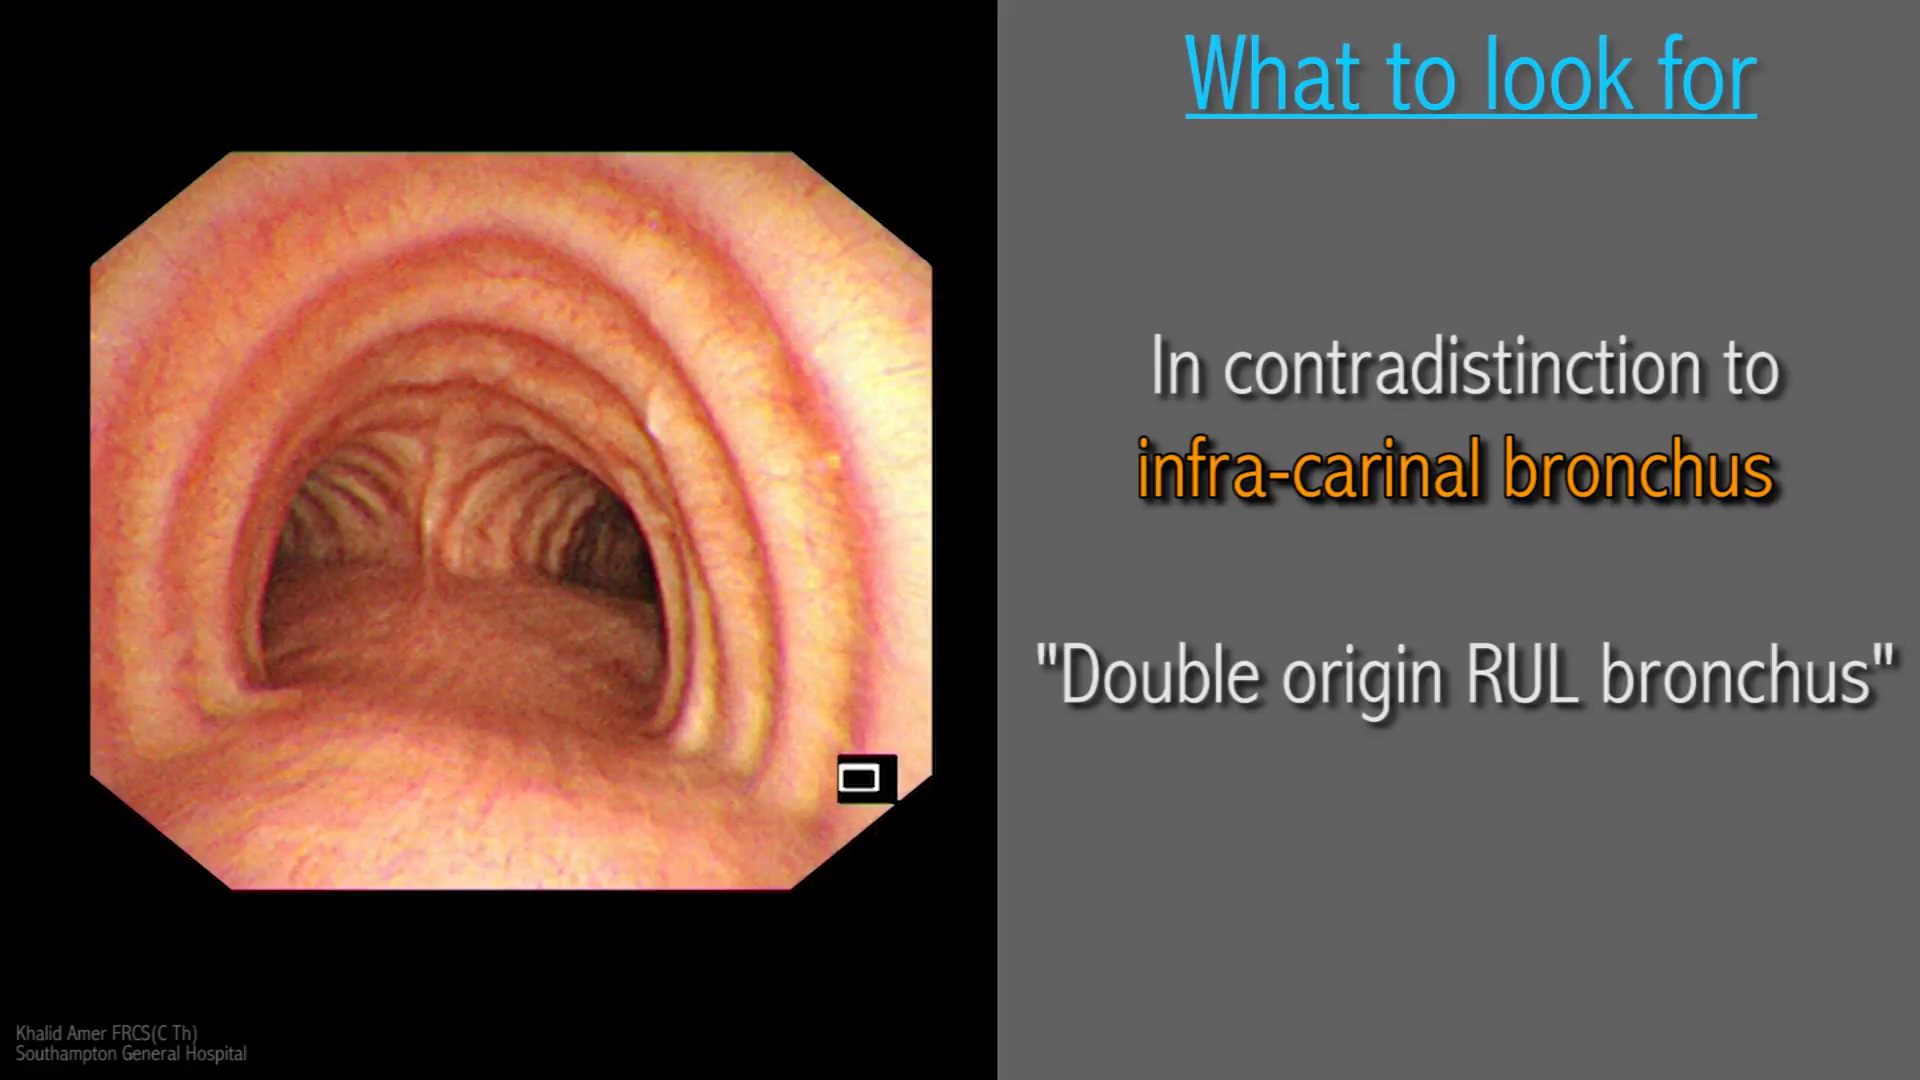 What to look for
In contradistinction to
infra-carinal bronchus
"Double origin RUL bronchus"
Khalid Amer FRCS(C Th)
Southampton General Hospital